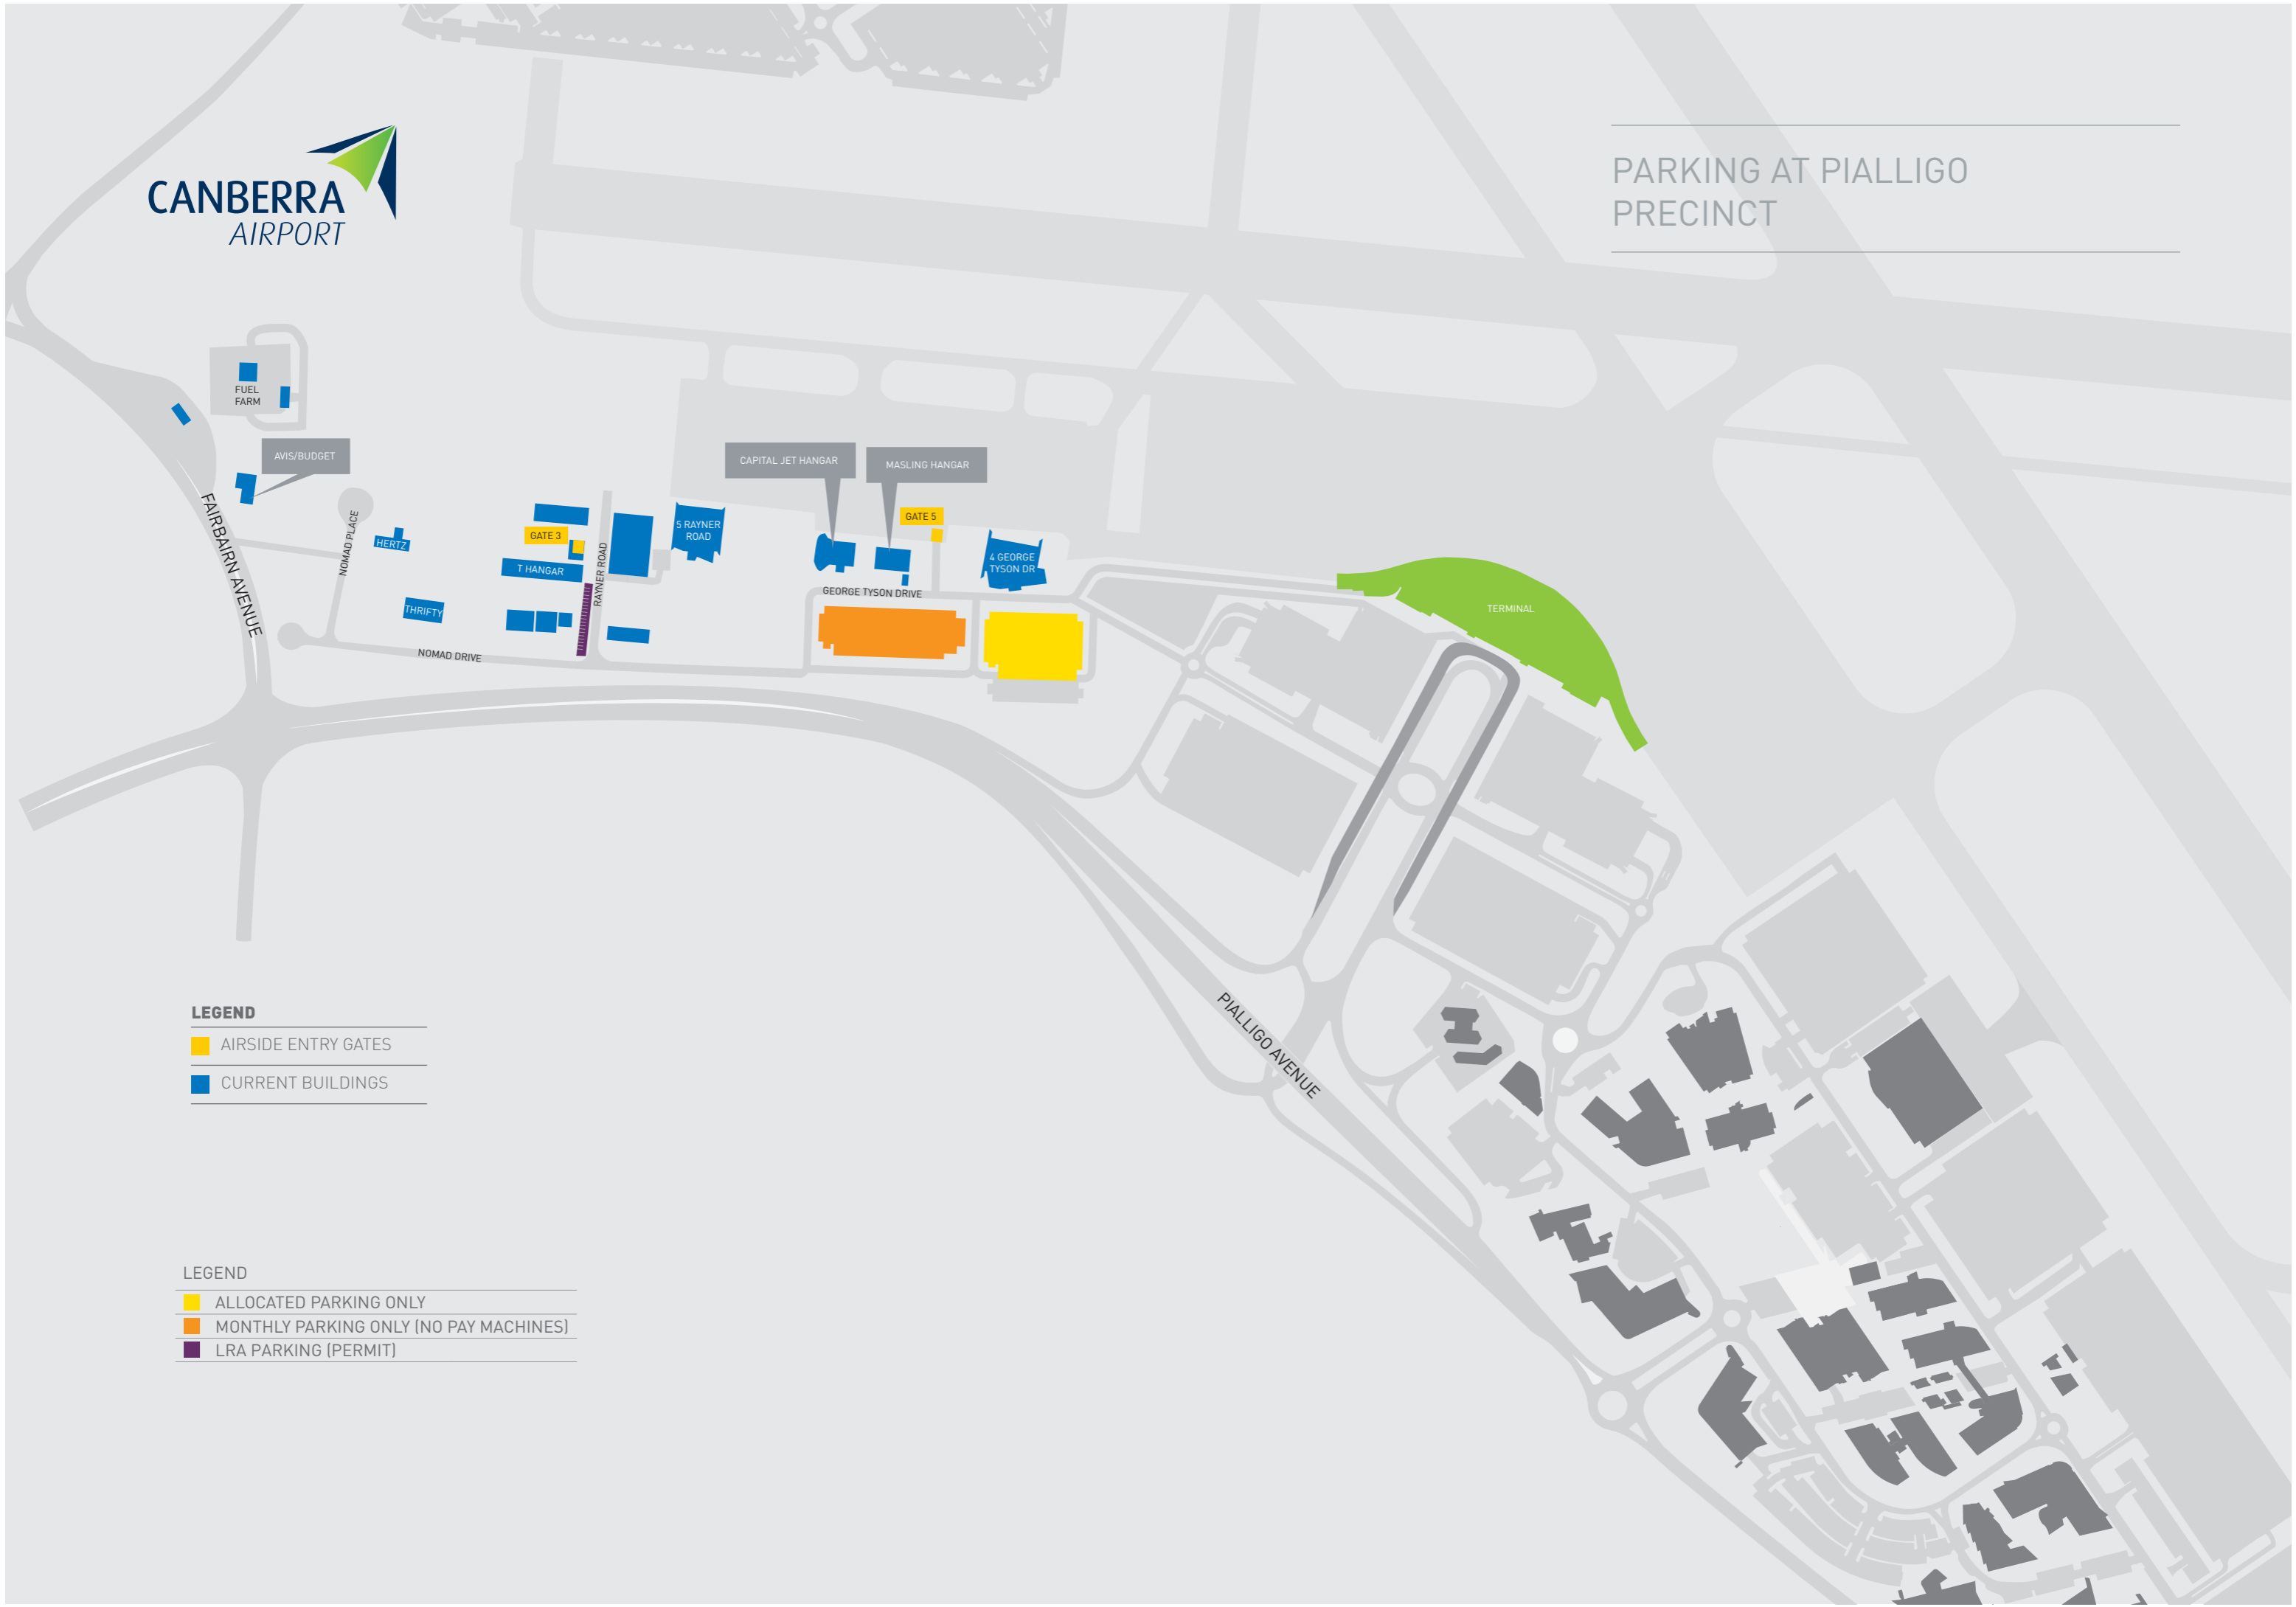 CANBERRA
AIRPORT
PARKING AT PIALLIGO
PRECINCT
FUEL
FARM
AVIS/BUDGET
CAPITAL JET HANGAR
MASLING HANGAR
FAIRBAIRN AVENUE
NOMAD PLACE
HERTZ
GATE 3
T HANGAR
RAYNER ROAD
5 RAYNER
ROAD
GATE 5
4 GEORGE
TYSON DR
GEORGE TYSON DRIVE
THRIFTY
NOMAD DRIVE
TERMINAL
PIALLIGO AVENUE
LEGEND
AIRSIDE ENTRY GATES
CURRENT BUILDINGS
LEGEND
ALLOCATED PARKING ONLY
MONTHLY PARKING ONLY (NO PAY MACHINES)
LRA PARKING (PERMIT)